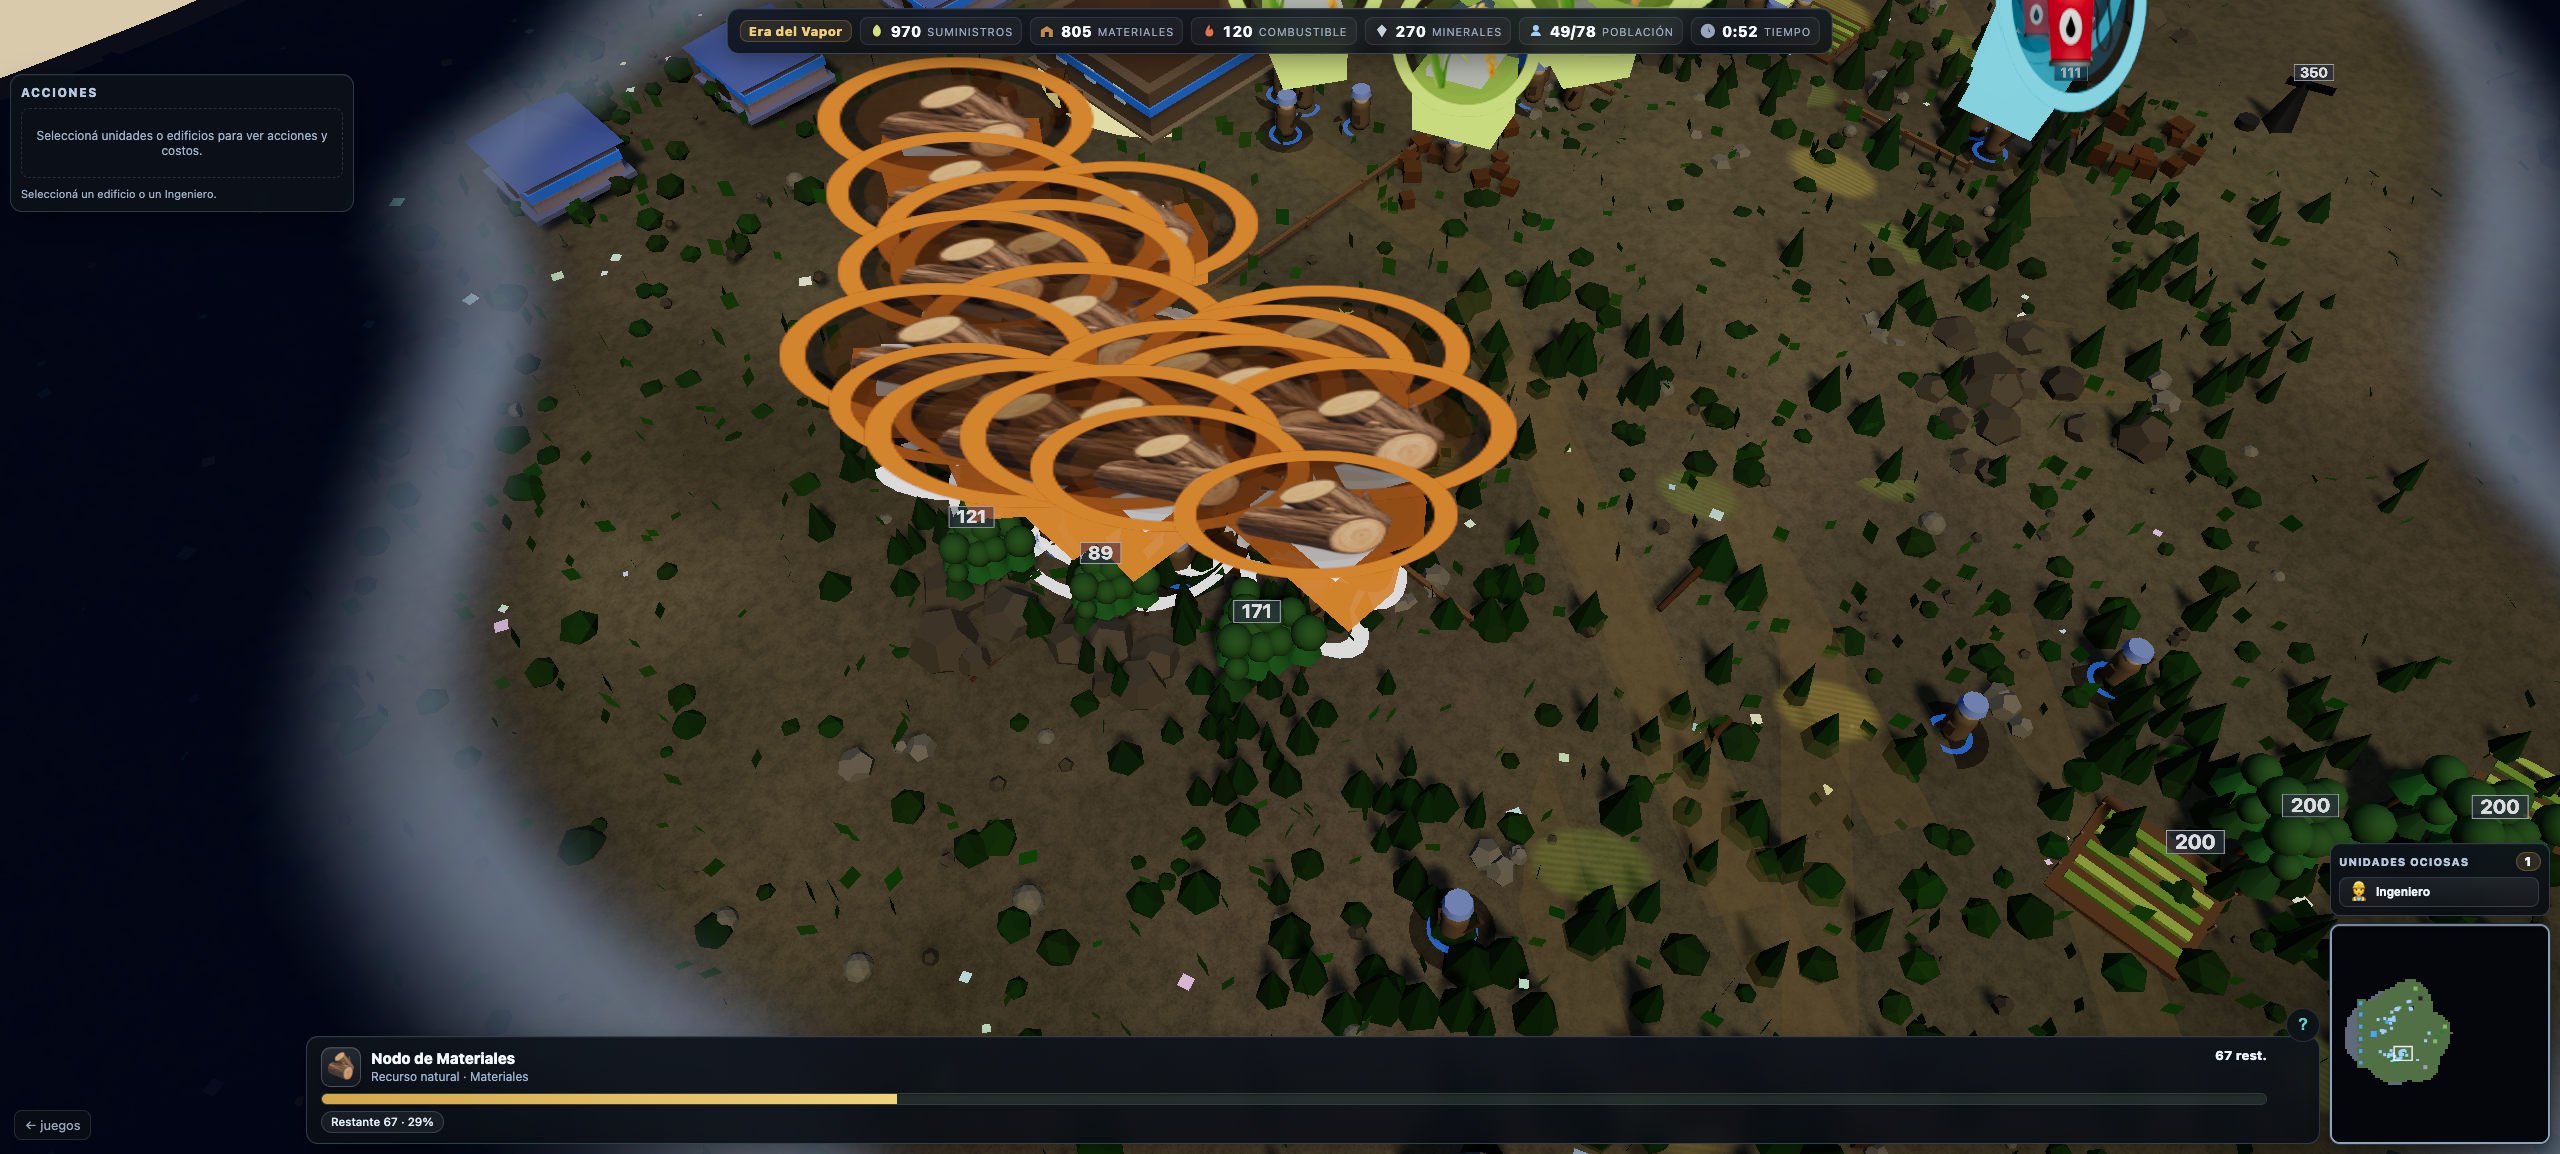 Era del Vapor
970 SUMINISTROS
805 MATERIALES
120 COMBUSTIBLE
270 MINERALES
49/78 POBLACIÓN
0:52 TIEMPO
ACCIONES
Seleccioná unidades o edificios para ver acciones y
costos.
Seleccioná un edificio o un Ingeniero.
111
350
121
89
171
200
200
200
UNIDADES OCIOSAS 1
Ingeniero
?
Nodo de Materiales
Recurso natural · Materiales
67 rest.
Restante 67 · 29%
← juegos